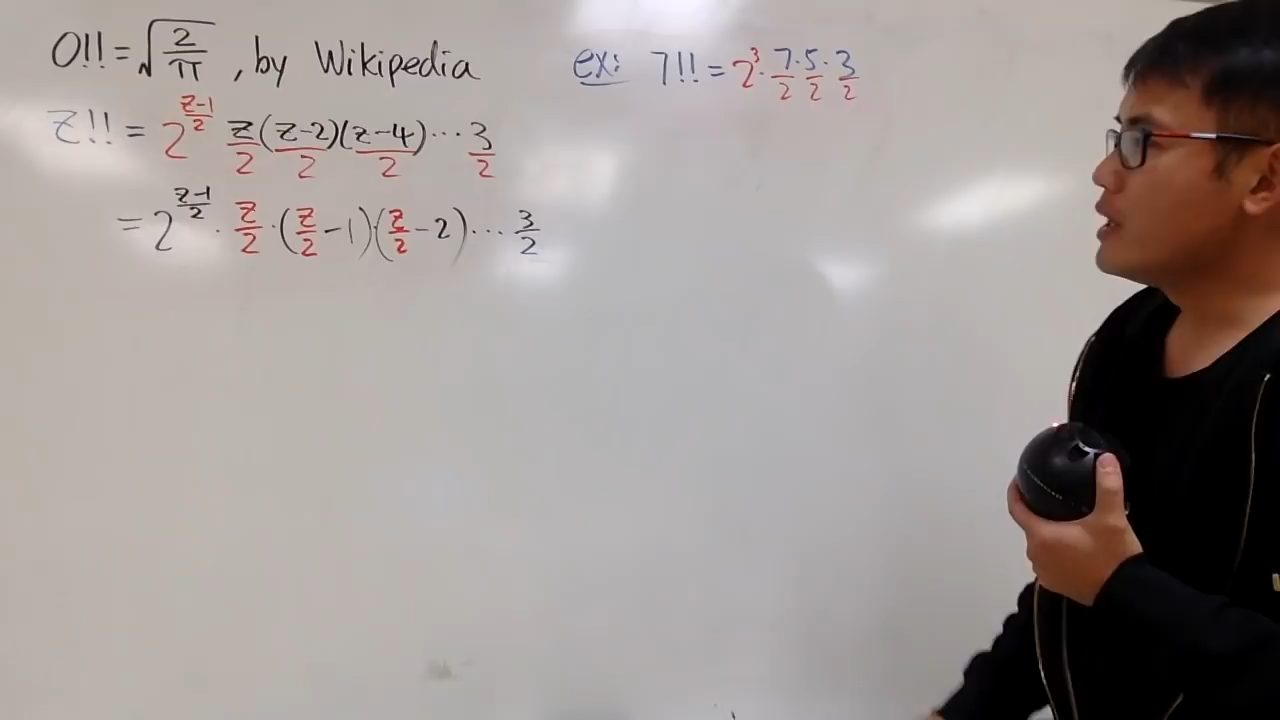 0!! = √(2/π) , by Wikipedia
ex: 7!! = 2³ · 7/2 · 5/2 · 3/2
z!! = 2^((z-1)/2) z/2 (z-2)/2 (z-4)/2 ··· 3/2
= 2^((z-1)/2) · z/2 · (z/2 - 1)(z/2 - 2) ··· 3/2